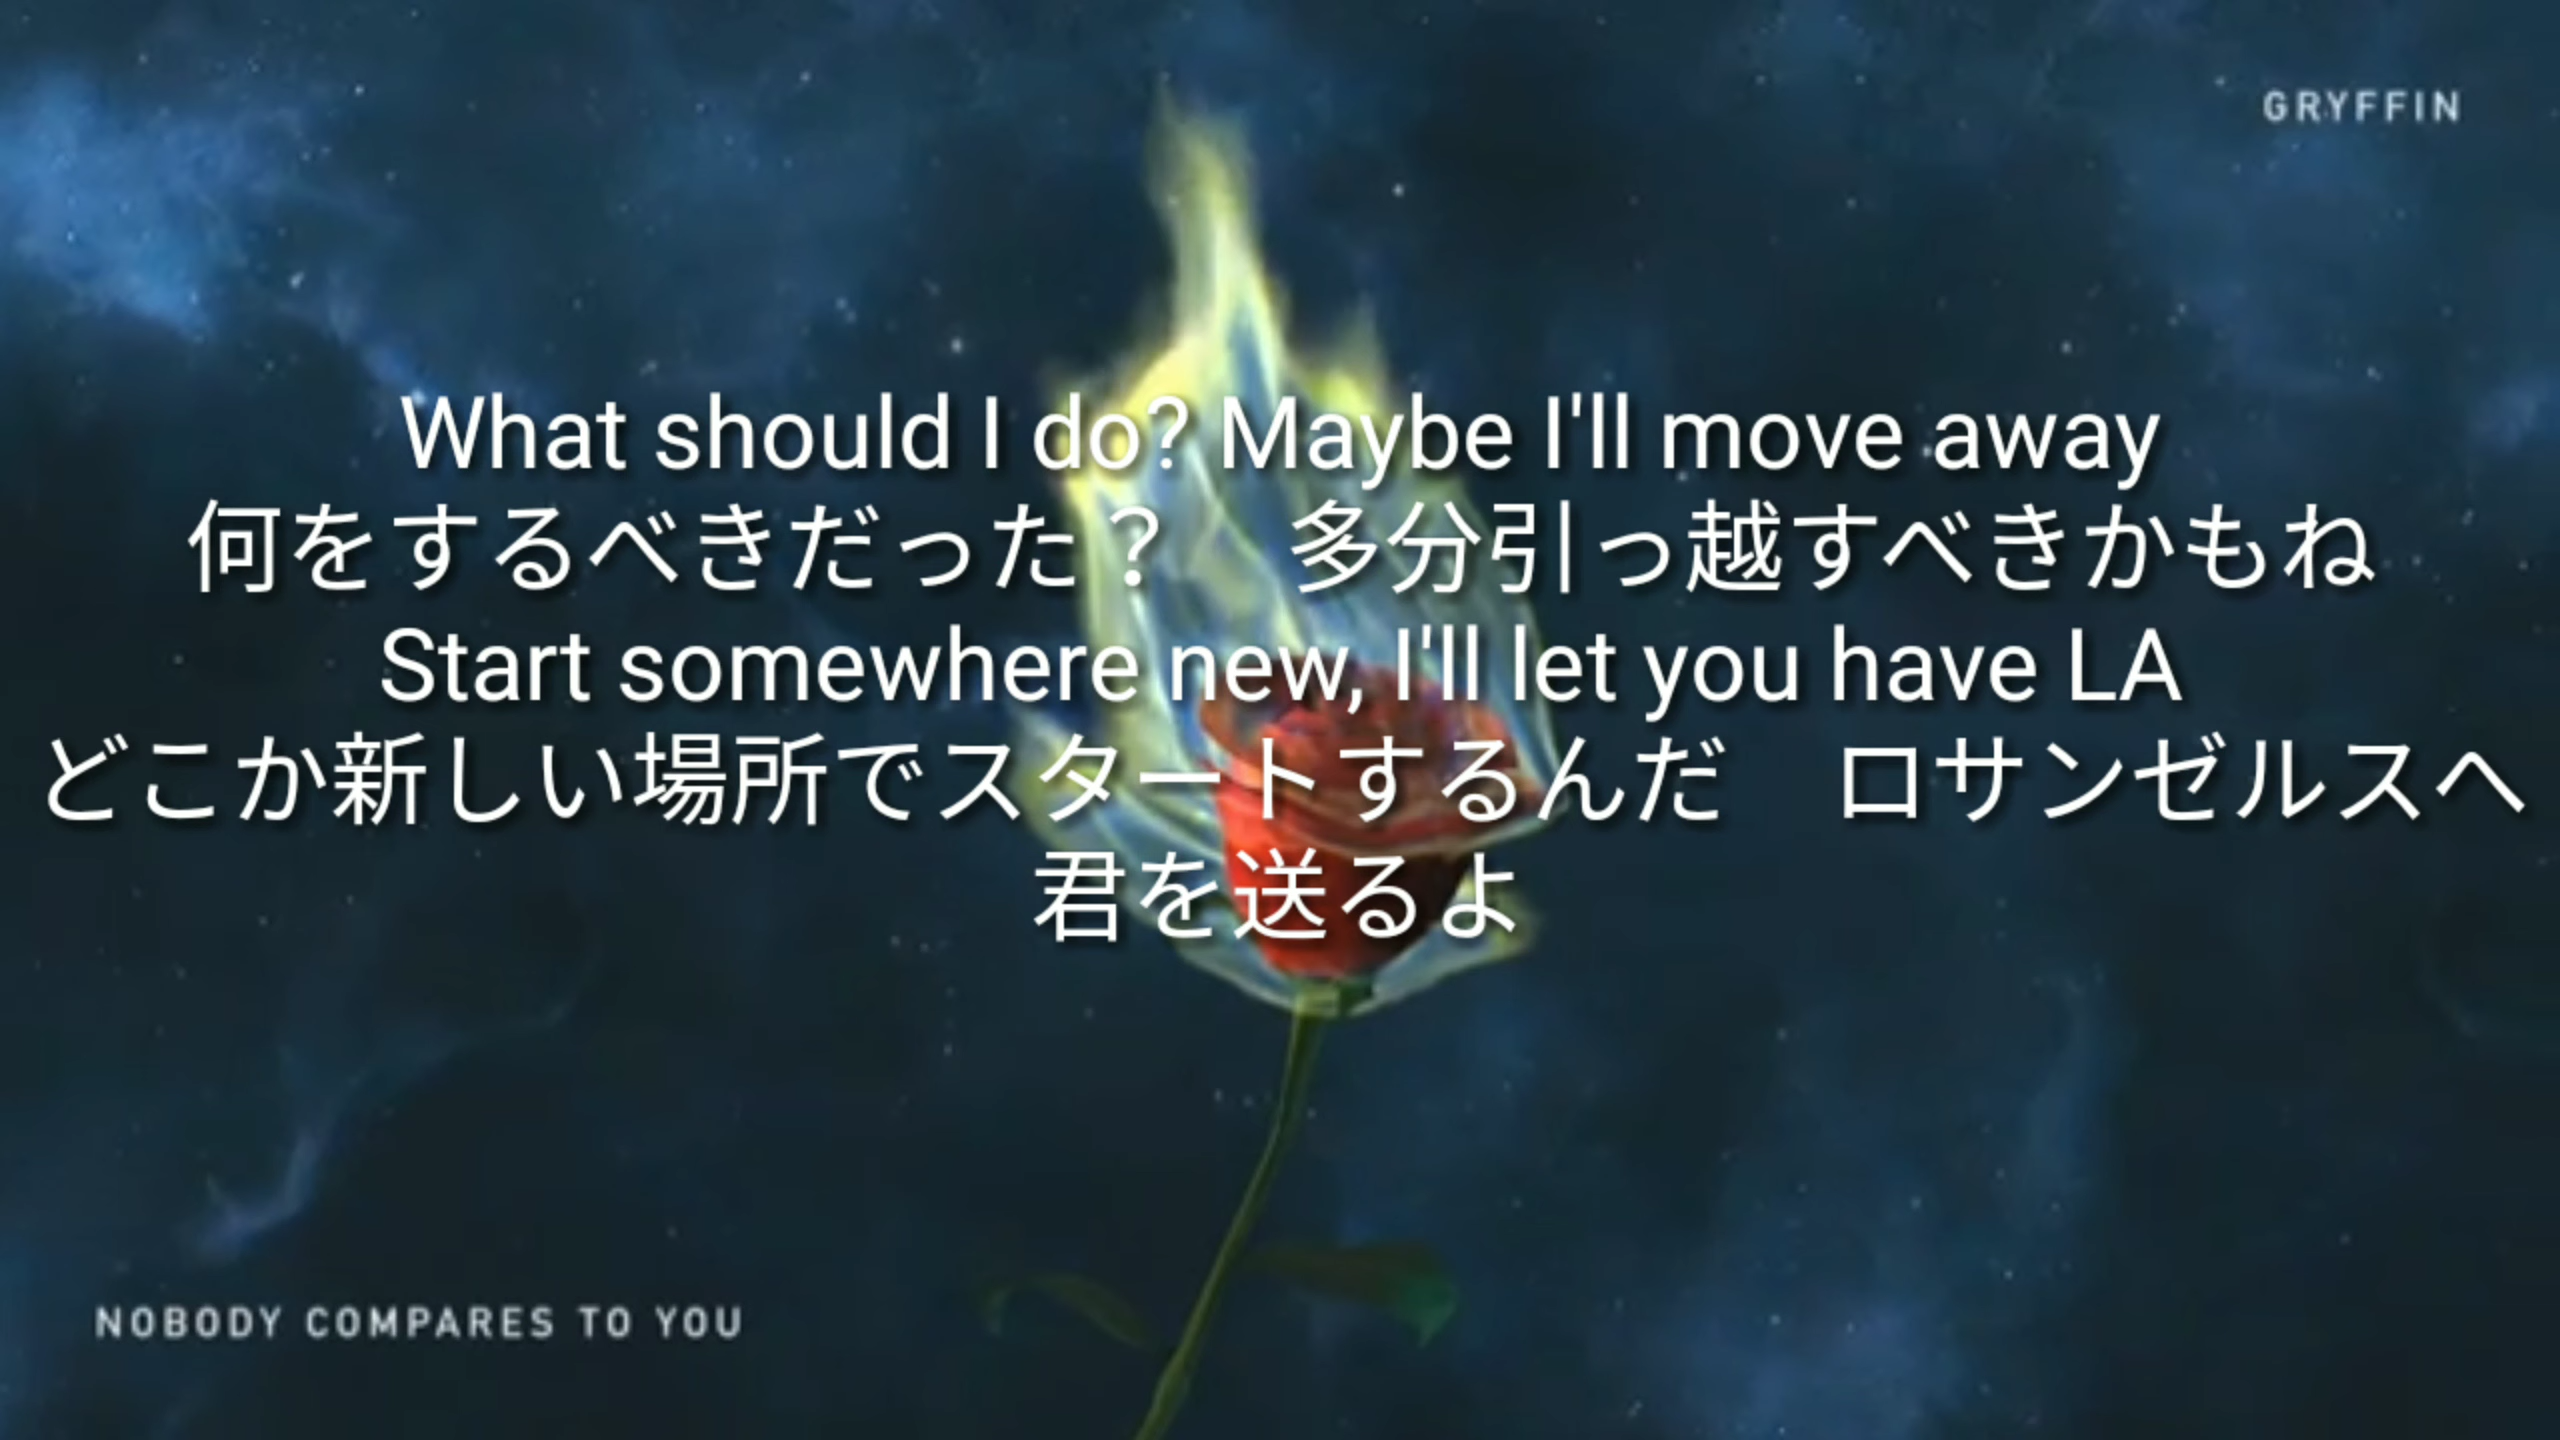 GRYFFIN
What should I do? Maybe I'll move away
何をするべきだった？　多分引っ越すべきかもね
Start somewhere new, I'll let you have LA
どこか新しい場所でスタートするんだ　ロサンゼルスへ
君を送るよ
NOBODY COMPARES TO YOU